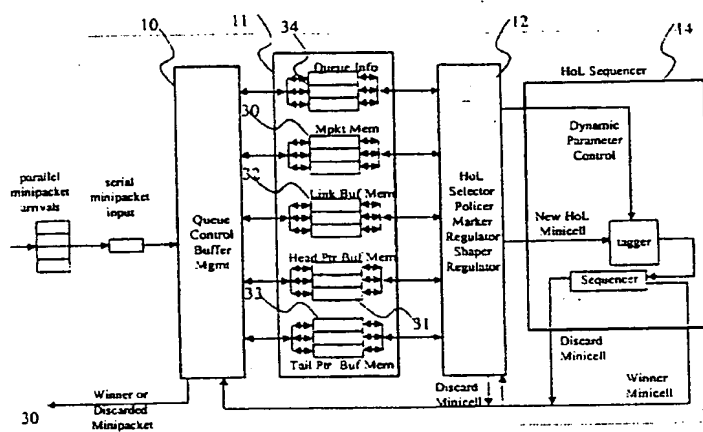 10
11
34
12
14
Queue Info
HoL Sequencer
30
Mpkt Mem
Dynamic
Parameter
Control
parallel
minipacket
arrivals
serial
minipacket
input
32
Link Buf Mem
Queue
Control
Buffer
Mgmt
HoL
Selector
Policer
Marker
Regulator
Shaper
Regulator
New HoL
Minicell
tagger
Head Ptr Buf Mem
Sequencer
33
31
Tail Ptr Buf Mem
Discard
Minicell
Discard
Minicell
Winner
Minicell
Winner or
Discarded
Minipacket
30